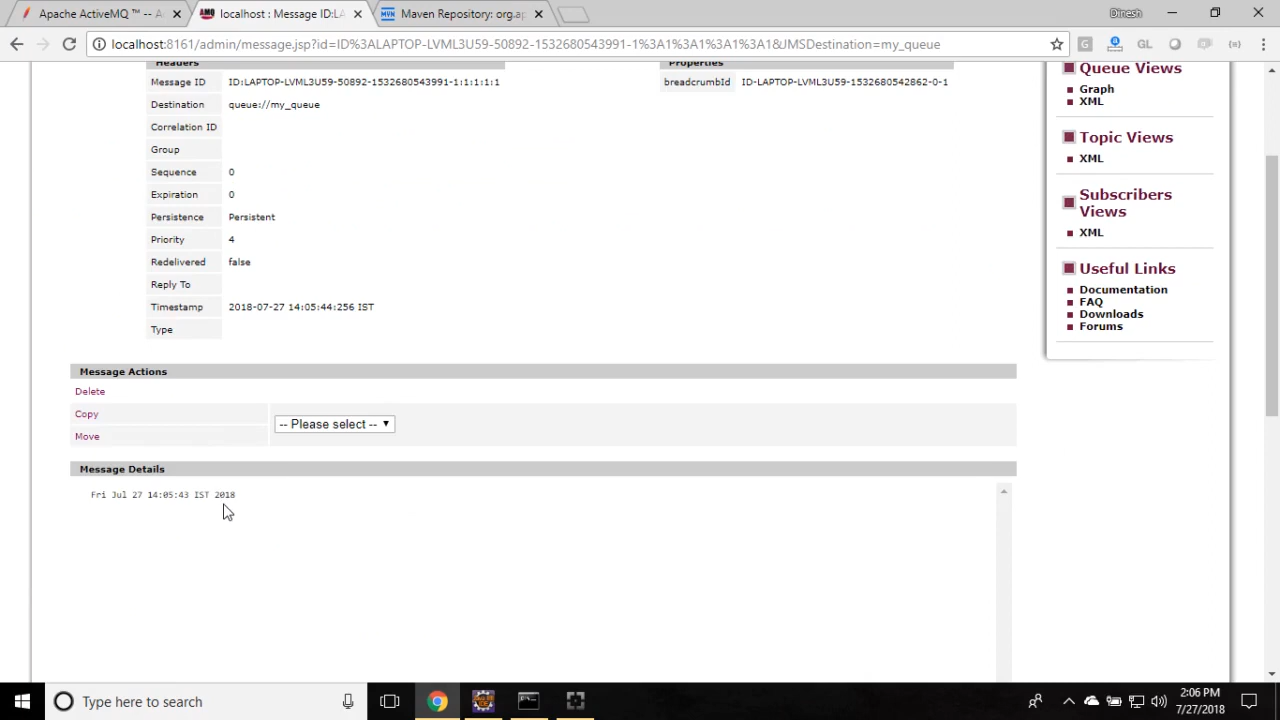 Apache ActiveMQ ™ -- A
localhost : Message ID:LA
Maven Repository: org.ap
Dinesh
localhost:8161/admin/message.jsp?id=ID%3ALAPTOP-LVML3U59-50892-1532680543991-1%3A1%3A1%3A1%3A1&JMSDestination=my_queue
Headers
Message ID ID:LAPTOP-LVML3U59-50892-1532680543991-1:1:1:1:1
Destination queue://my_queue
Correlation ID
Group
Sequence 0
Expiration 0
Persistence Persistent
Priority 4
Redelivered false
Reply To
Timestamp 2018-07-27 14:05:44:256 IST
Type
Properties
breadcrumbId ID-LAPTOP-LVML3U59-1532680542862-0-1
Message Actions
Delete
Copy
Move
-- Please select --
Message Details
Fri Jul 27 14:05:43 IST 2018
Queue Views
Graph
XML
Topic Views
XML
Subscribers
Views
XML
Useful Links
Documentation
FAQ
Downloads
Forums
Type here to search
2:06 PM
7/27/2018